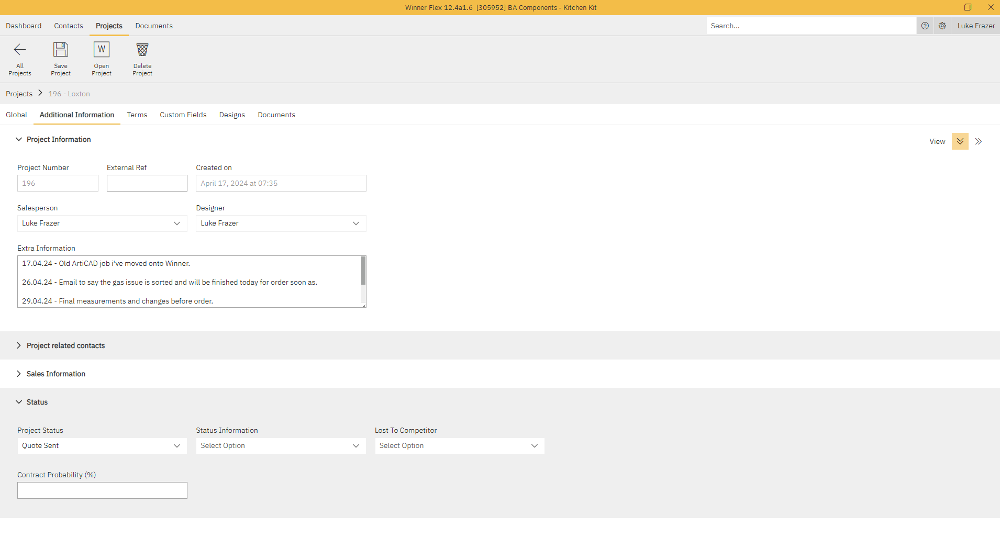 Winner Flex 12.4a1.6 [305952] BA Components - Kitchen Kit
Dashboard Contacts Projects Documents Search... Luke Frazer
All Projects
Save Project
W
Open Project
Delete Project
Projects 196 - Loxton
Global Additional Information Terms Custom Fields Designs Documents
Project Information
View
Project Number External Ref Created on
196 April 17, 2024 at 07:35
Salesperson Designer
Luke Frazer Luke Frazer
Extra Information
17.04.24 - Old ArtiCAD job i've moved onto Winner.
26.04.24 - Email to say the gas issue is sorted and will be finished today for order soon as.
29.04.24 - Final measurements and changes before order.
Project related contacts
Sales Information
Status
Project Status Status Information Lost To Competitor
Quote Sent Select Option Select Option
Contract Probability (%)